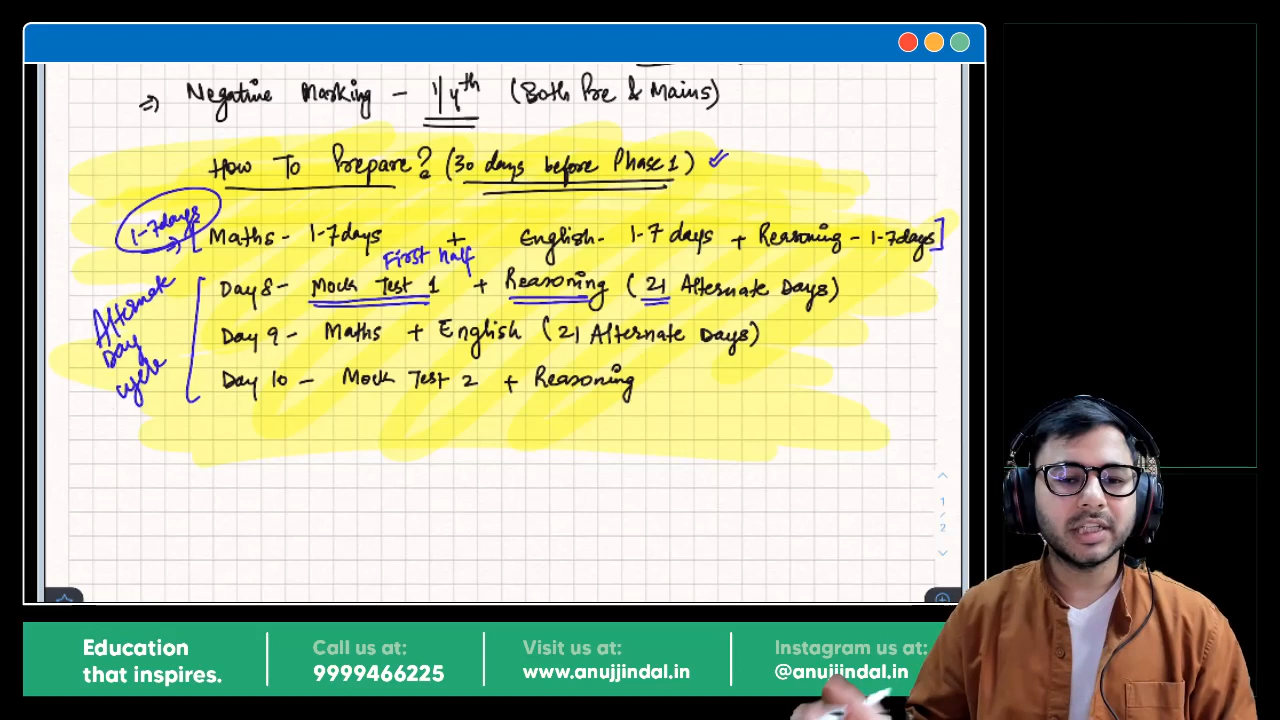 ⇒ Negative Marking - 1/4th (Both Pre & Mains)
How To Prepare? (30 days before Phase 1) ✓
1-7days
Maths - 1-7days + English - 1-7 days + Reasoning - 1-7days]
First half
Day 8 - Mock Test 1 + Reasoning (21 Alternate Days)
Day 9 - Maths + English (21 Alternate Days)
Day 10 - Mock Test 2 + Reasoning
Alternate
Day
cycle
1
/
2
Education
that inspires.
Call us at:
9999466225
Visit us at:
www.anujjindal.in
Instagram us at:
@anujjindal.in